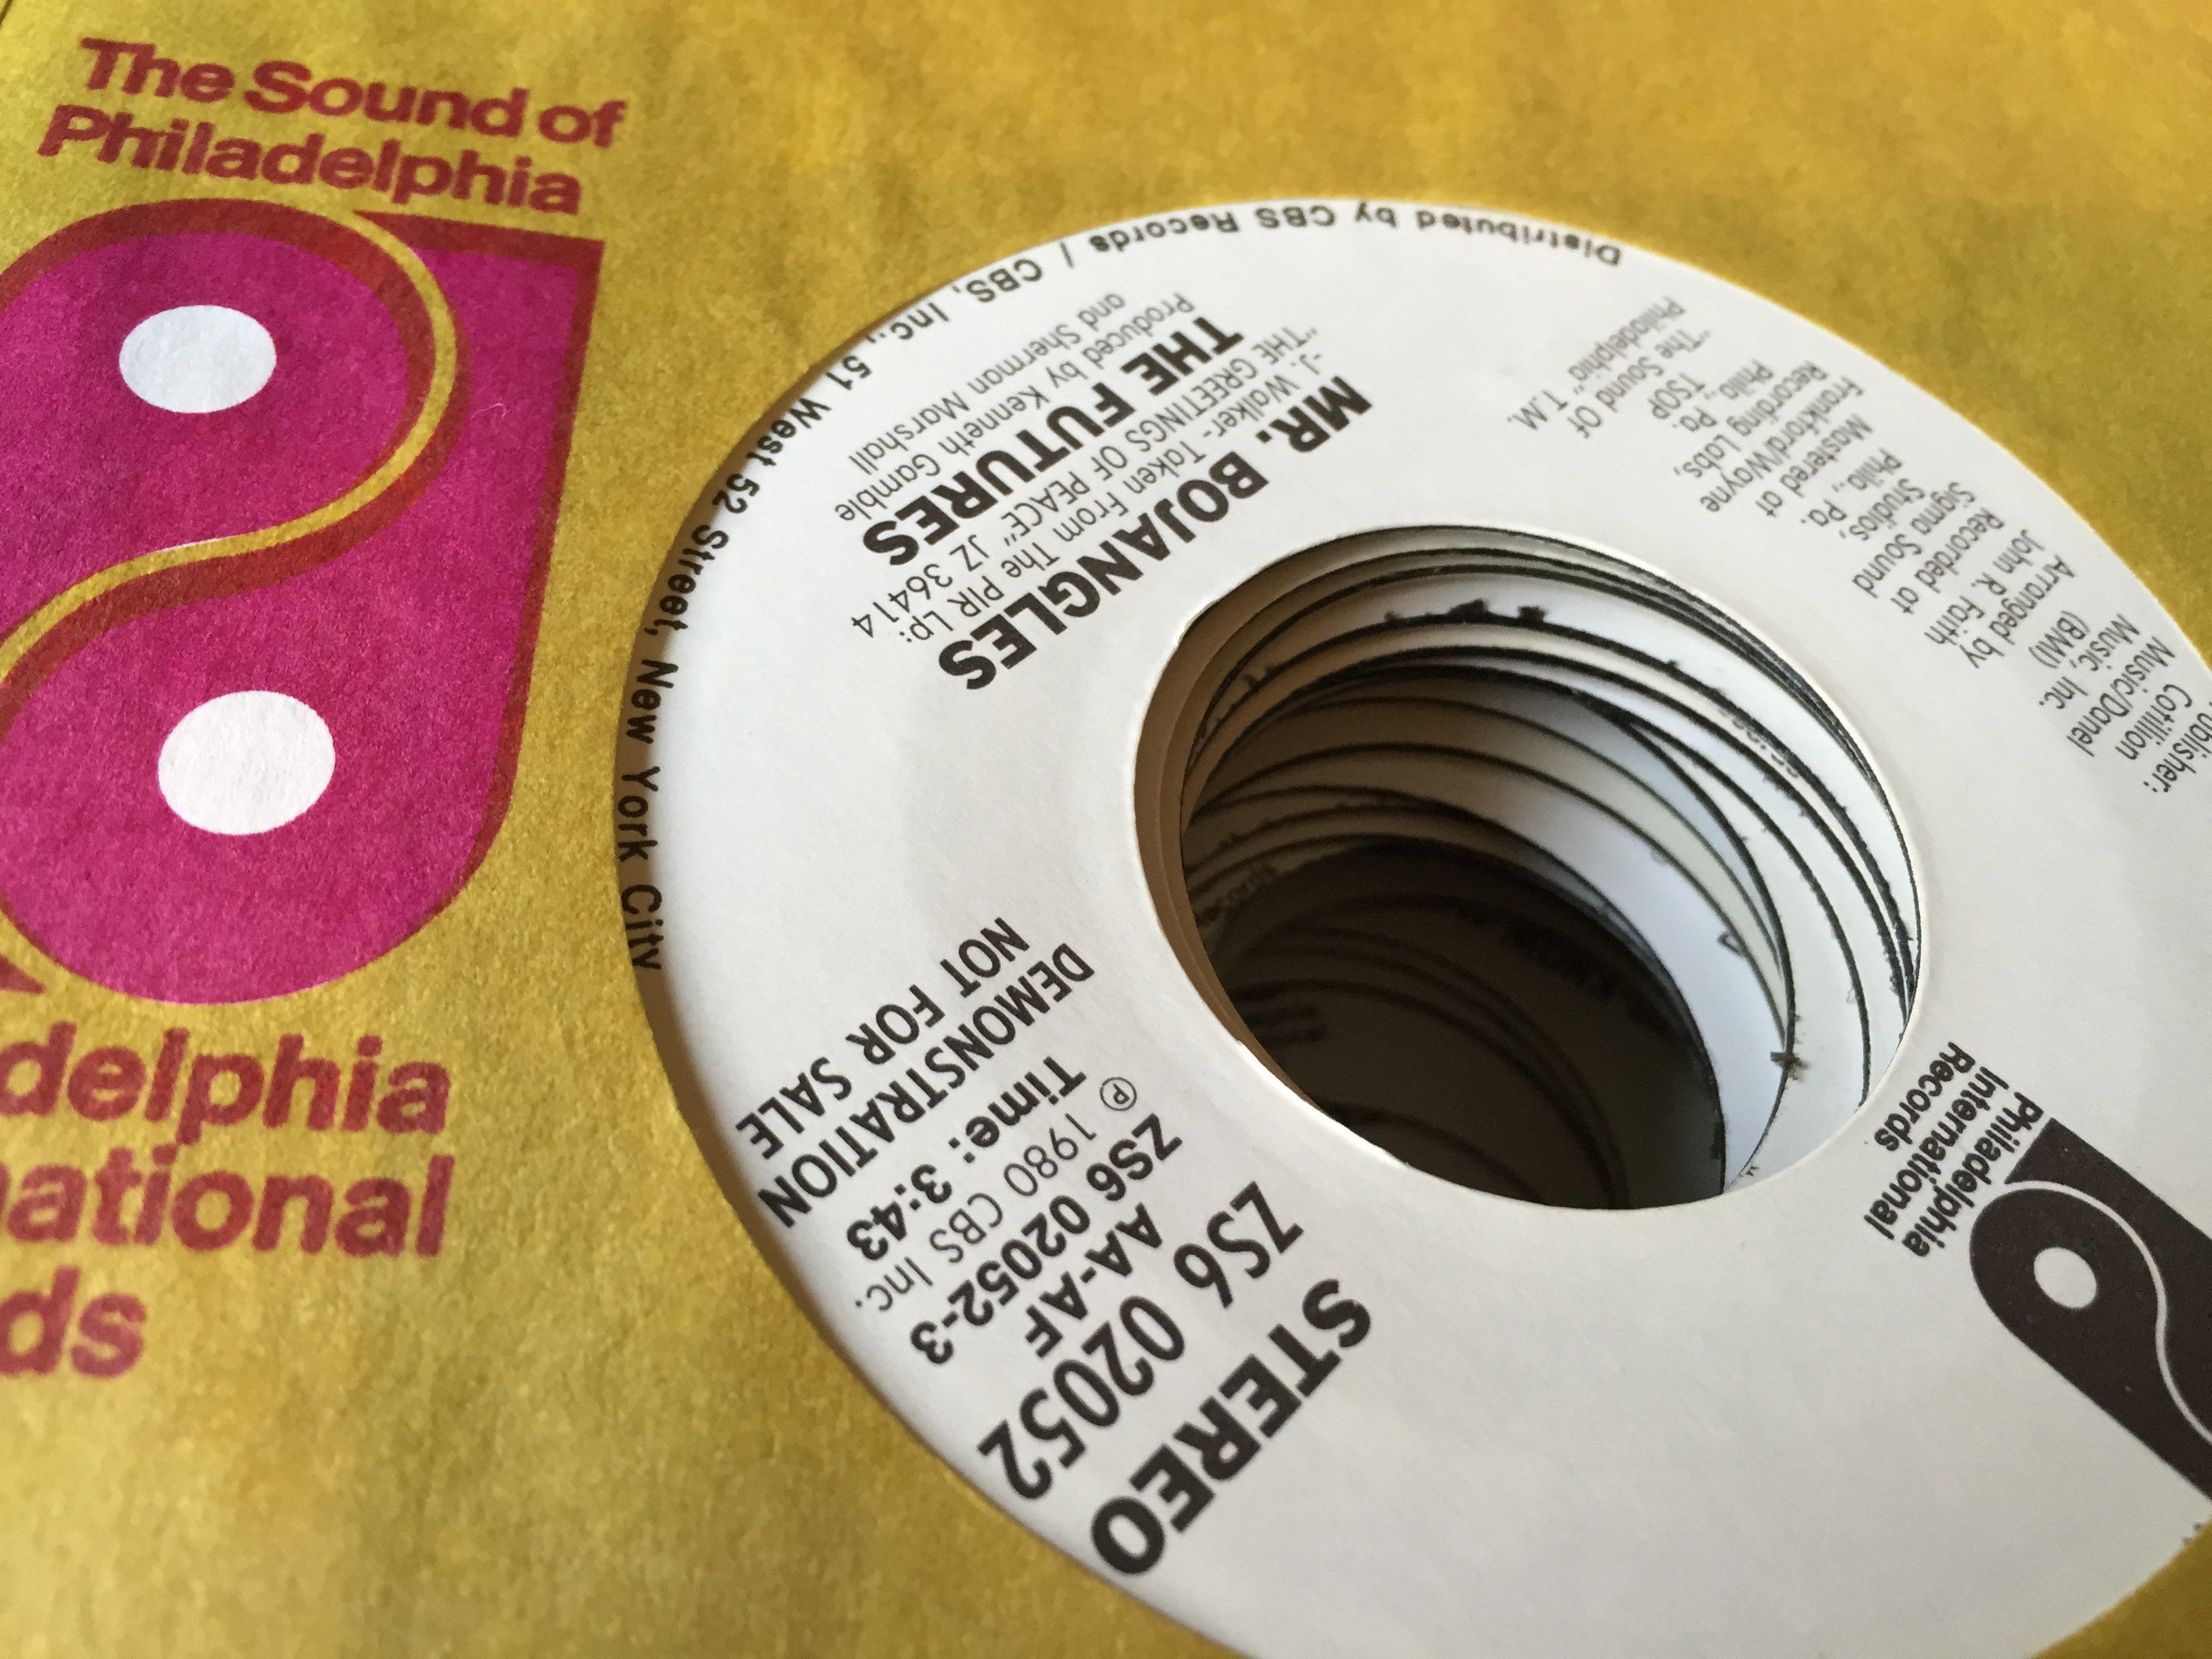 The Sound of
Philadelphia
delphia
national
ds
STEREO
ZS6 02052
AA-AF
ZS6 02052-3
Ⓟ 1980 CBS Inc.
Time: 3:43
DEMONSTRATION
NOT FOR SALE
Philadelphia
International
Records
Publisher:
Cotillion
Music/Danel
Music, Inc.
(BMI)
Arranged by
John R. Faith
Recorded at
Sigma Sound
Studios,
Phila., Pa.
Mastered at
Frankford/Wayne
Recording Labs,
Phila., Pa.
TSOP
"The Sound Of
Philadelphia" T.M.
MR. BOJANGLES
-J. Walker- Taken From The PIR Lp:
"THE GREETINGS OF PEACE" JZ 36414
THE FUTURES
Produced by Kenneth Gamble
and Sherman Marshall
Distributed by CBS Records / CBS, Inc., 51 West 52 Street, New York City